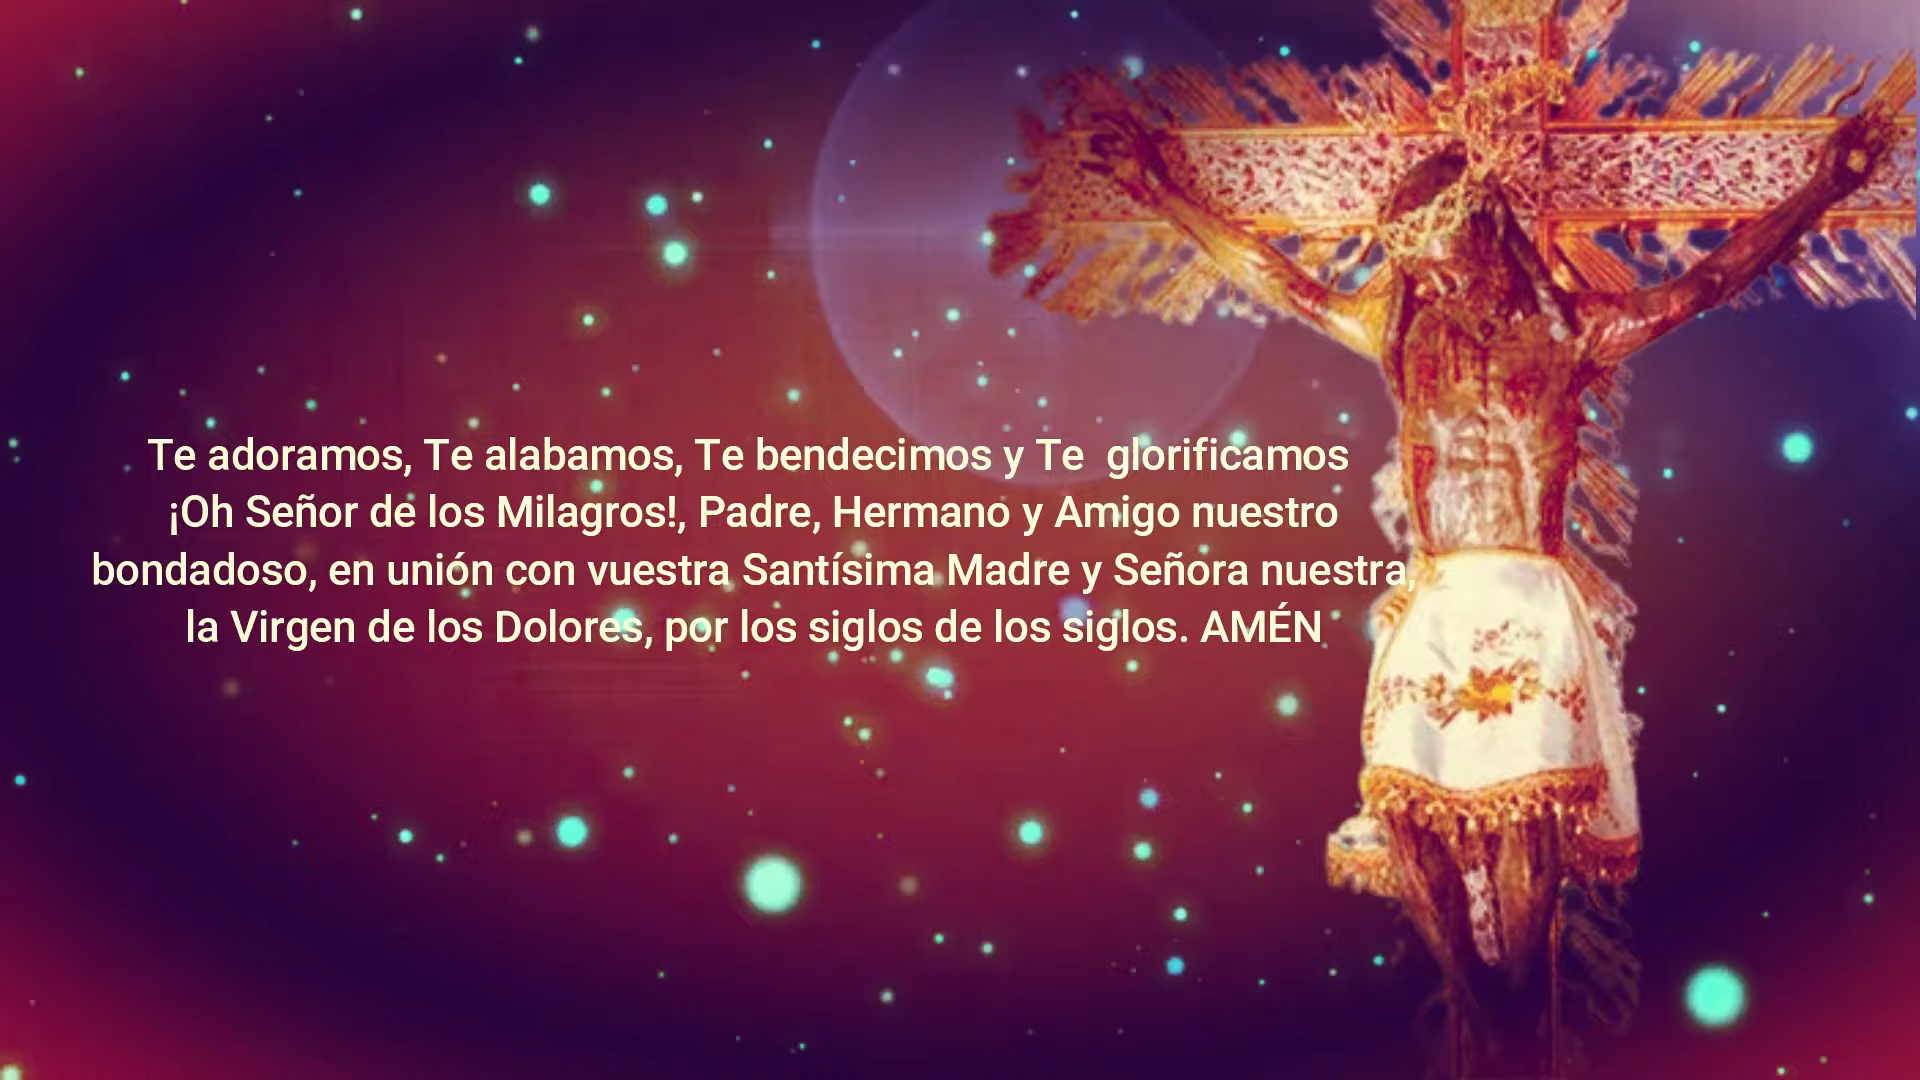 Te adoramos, Te alabamos, Te bendecimos y Te  glorificamos
¡Oh Señor de los Milagros!, Padre, Hermano y Amigo nuestro
bondadoso, en unión con vuestra Santísima Madre y Señora nuestra,
la Virgen de los Dolores, por los siglos de los siglos. AMÉN